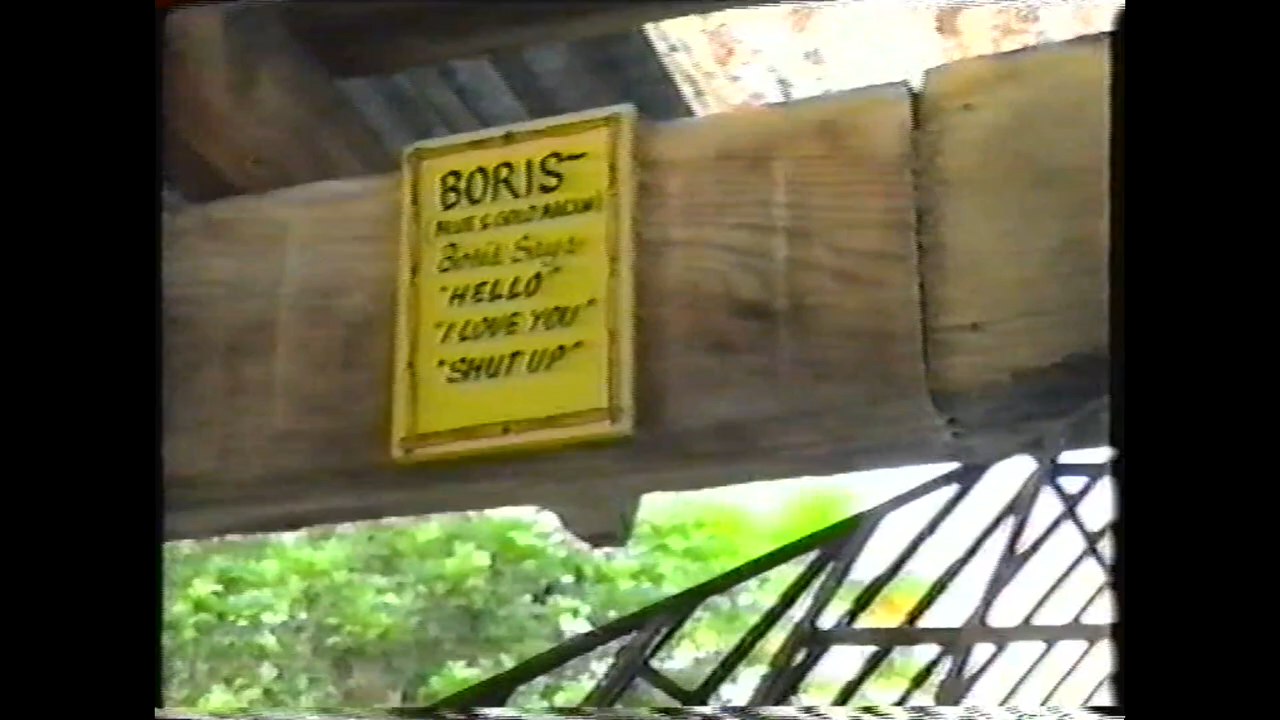 BORIS-
(BLUE & GOLD MACAW)
Boris Says:
"HELLO"
"I LOVE YOU"
"SHUT UP"